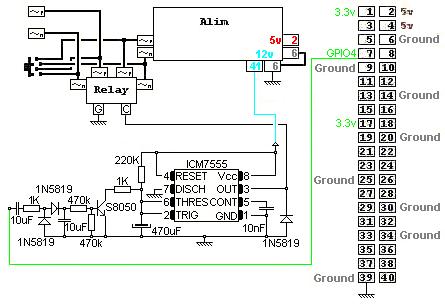 Alim
5v 2
12v 6
41 6
Relay
G C
220K
ICM7555
4 RESET Vcc 8
7 DISCH OUT 3
6 THRES CONT 5
2 TRIG GND 1
1K
S8050
1N5819
1K
470k
10uF
10uF
1N5819
470k
470uF
10nF
1N5819
3.3v 1 2 5v
3 4 5v
5 6 Ground
GPIO4 7 8
Ground 9 10
11 12
13 14 Ground
15 16
3.3v 17 18
19 20 Ground
21 22
23 24
Ground 25 26
27 28
29 30 Ground
31 32
33 34 Ground
35 36
37 38
Ground 39 40